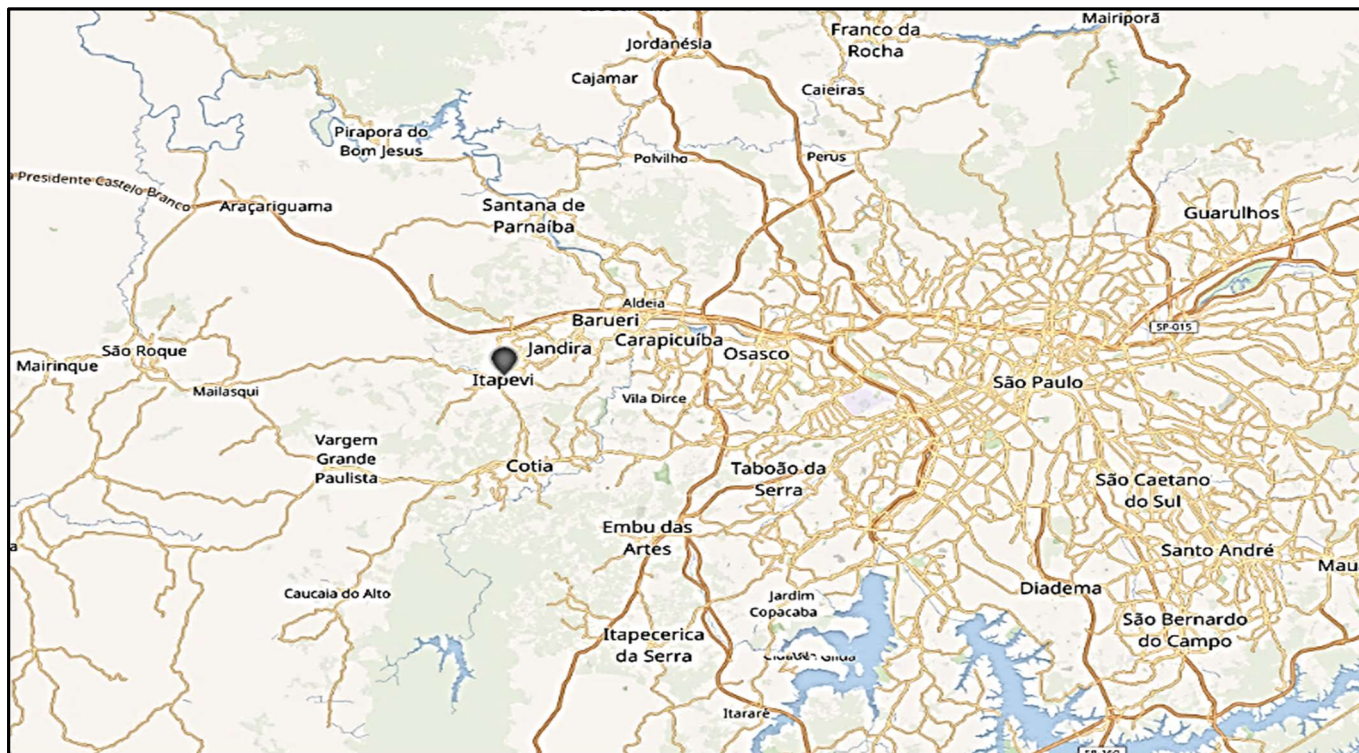 Mairiporã
Franco da
Rocha
Jordanésia
Cajamar
Caieiras
Pirapora do
Bom Jesus
Polvilho
Perus
Presidente Castelo Branco
Araçariguama
Santana de
Parnaíba
Guarulhos
Aldeia
Barueri
SP-015
Carapicuíba
Jandira
Osasco
São Roque
Mairinque
Itapevi
São Paulo
Mailasqui
Vila Dirce
Vargem
Grande
Paulista
Cotia
Taboão da
Serra
São Caetano
do Sul
Embu das
Artes
a
Santo André
Mau
Diadema
Caucaia do Alto
Jardim
Copacaba
São Bernardo
do Campo
Itapecerica
da Serra
Itararé